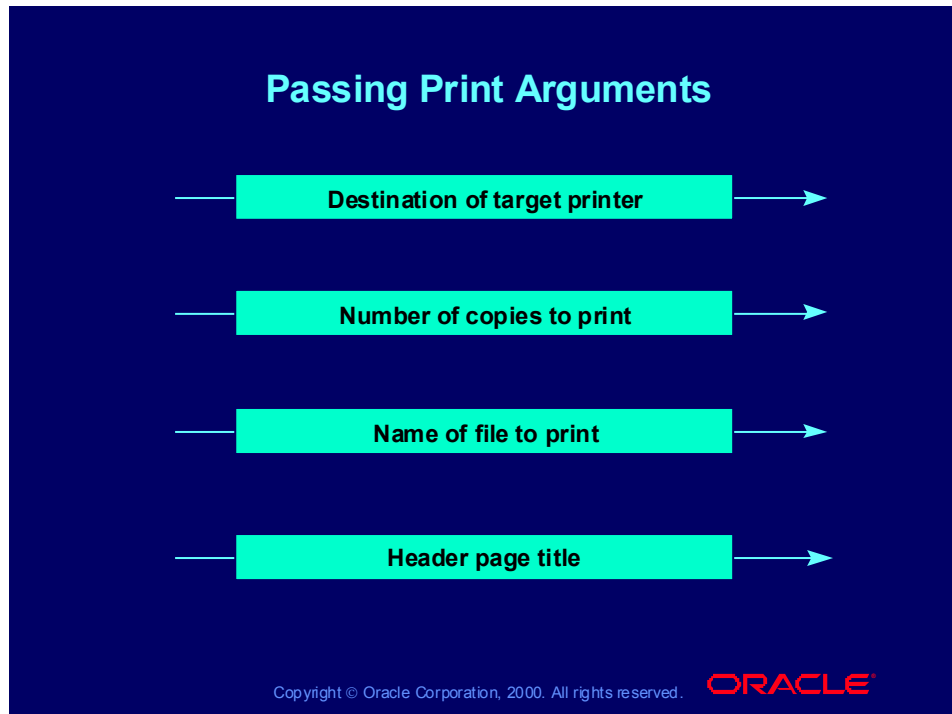 Passing Print Arguments
Destination of target printer
Number of copies to print
Name of file to print
Header page title
Copyright © Oracle Corporation, 2000. All rights reserved.
ORACLE®